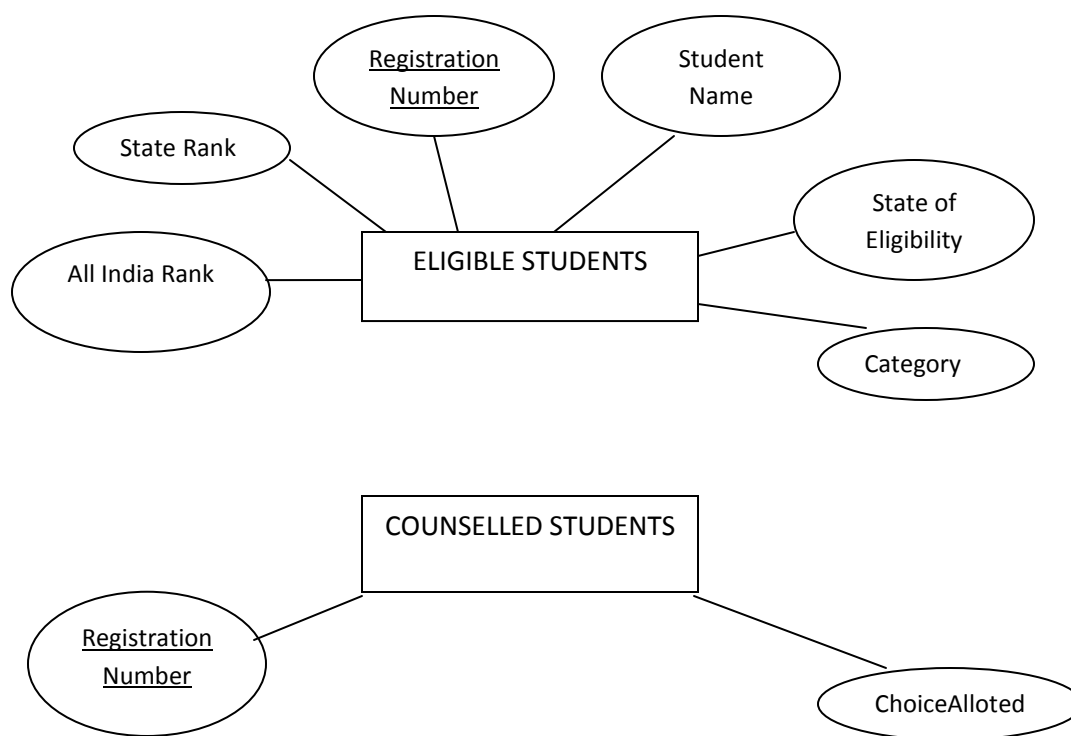 Registration
Number
Student
Name
State Rank
State of
Eligibility
All India Rank
ELIGIBLE STUDENTS
Category
COUNSELLED STUDENTS
Registration
Number
ChoiceAlloted